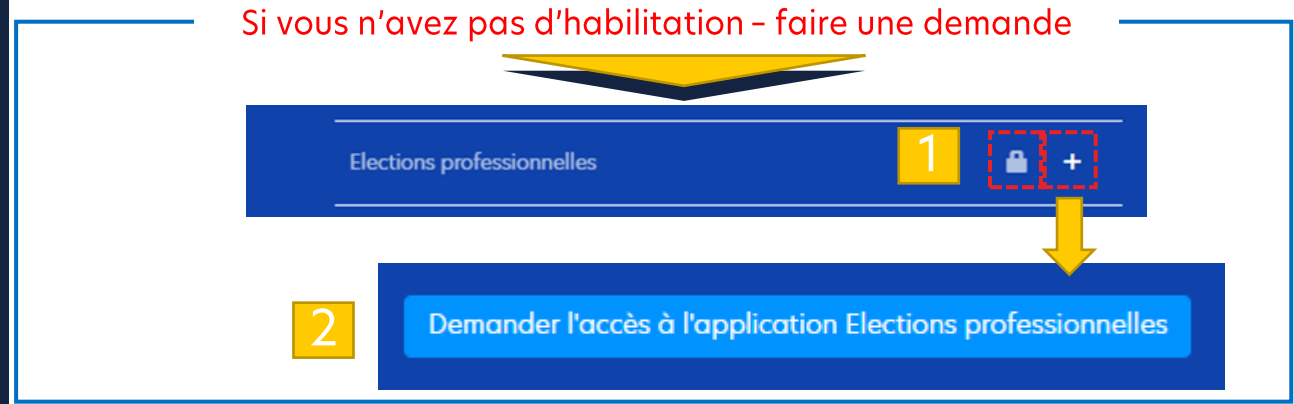 Si vous n'avez pas d'habilitation – faire une demande
Elections professionnelles
1
+
2
Demander l'accès à l'application Elections professionnelles